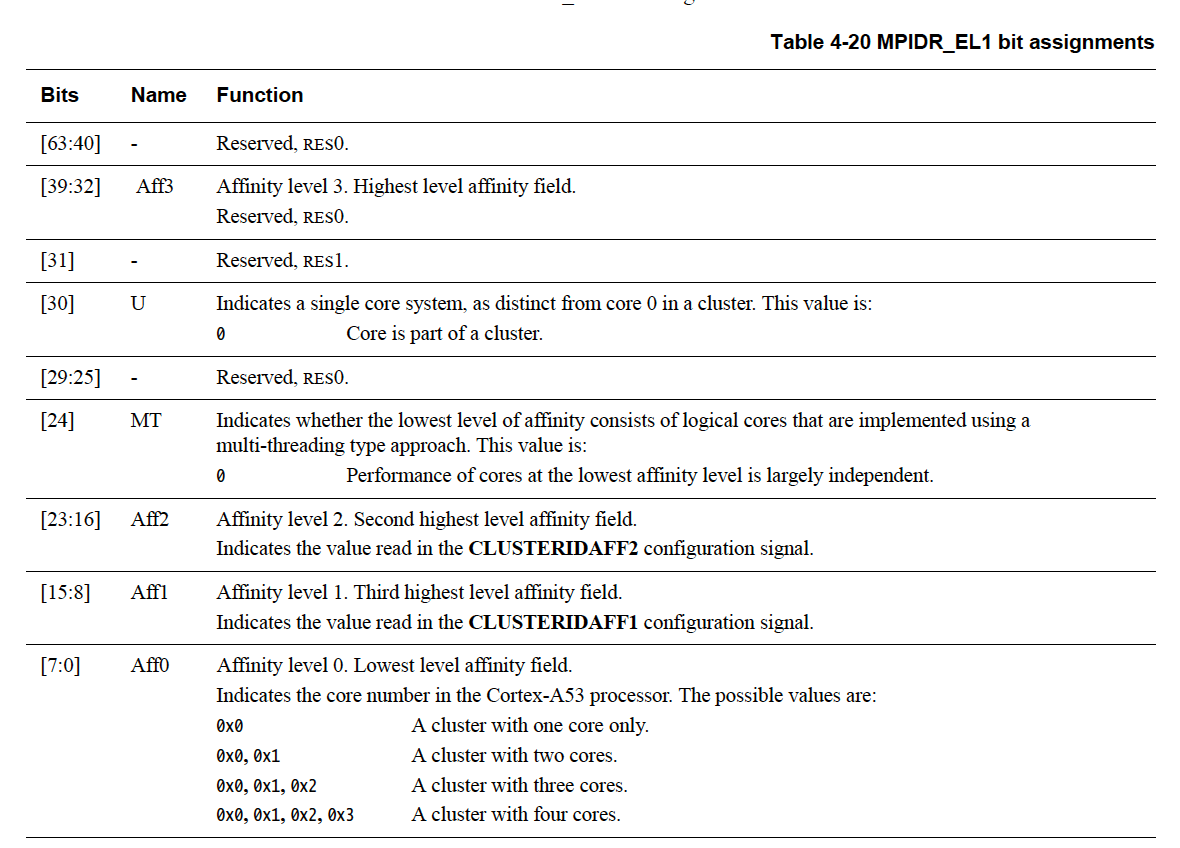 Table 4-20 MPIDR_EL1 bit assignments
Bits Name Function
[63:40] - Reserved, RES0.
[39:32] Aff3 Affinity level 3. Highest level affinity field.
Reserved, RES0.
[31] - Reserved, RES1.
[30] U Indicates a single core system, as distinct from core 0 in a cluster. This value is:
0 Core is part of a cluster.
[29:25] - Reserved, RES0.
[24] MT Indicates whether the lowest level of affinity consists of logical cores that are implemented using a
multi-threading type approach. This value is:
0 Performance of cores at the lowest affinity level is largely independent.
[23:16] Aff2 Affinity level 2. Second highest level affinity field.
Indicates the value read in the CLUSTERIDAFF2 configuration signal.
[15:8] Aff1 Affinity level 1. Third highest level affinity field.
Indicates the value read in the CLUSTERIDAFF1 configuration signal.
[7:0] Aff0 Affinity level 0. Lowest level affinity field.
Indicates the core number in the Cortex-A53 processor. The possible values are:
0x0 A cluster with one core only.
0x0, 0x1 A cluster with two cores.
0x0, 0x1, 0x2 A cluster with three cores.
0x0, 0x1, 0x2, 0x3 A cluster with four cores.